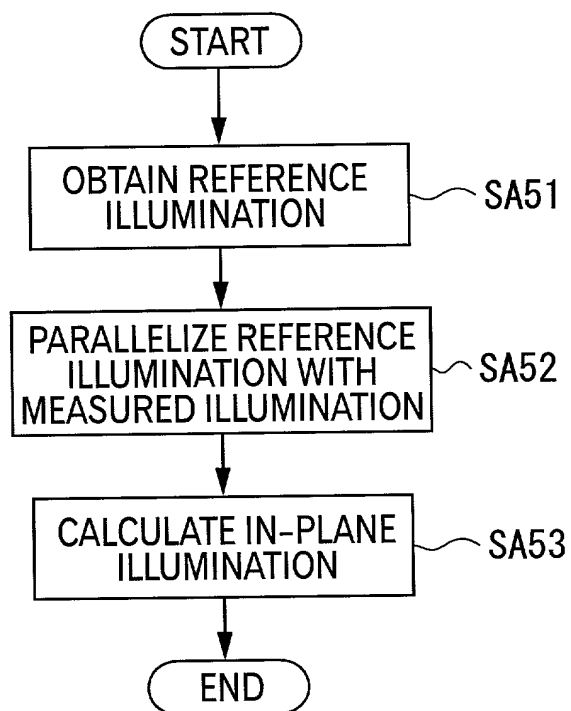 START
OBTAIN REFERENCE
ILLUMINATION
SA51
PARALLELIZE REFERENCE
ILLUMINATION WITH
MEASURED ILLUMINATION
SA52
CALCULATE IN-PLANE
ILLUMINATION
SA53
END